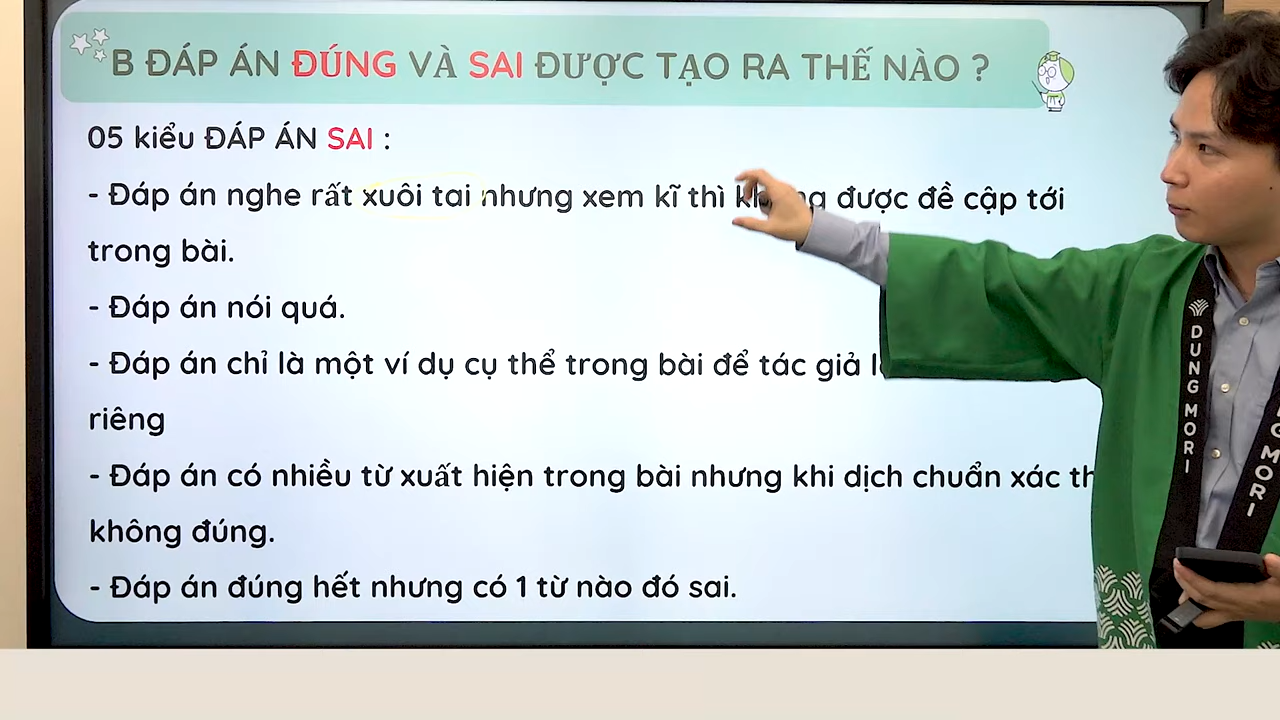 B ĐÁP ÁN ĐÚNG VÀ SAI ĐƯỢC TẠO RA THẾ NÀO ?
05 kiểu ĐÁP ÁN SAI :
- Đáp án nghe rất xuôi tai nhưng xem kĩ thì được đề cập tới
trong bài.
- Đáp án nói quá.
- Đáp án chỉ là một ví dụ cụ thể trong bài để tác giả
riêng
- Đáp án có nhiều từ xuất hiện trong bài nhưng khi dịch chuẩn xác
không đúng.
- Đáp án đúng hết nhưng có 1 từ nào đó sai.
DUNG MORI
MORI